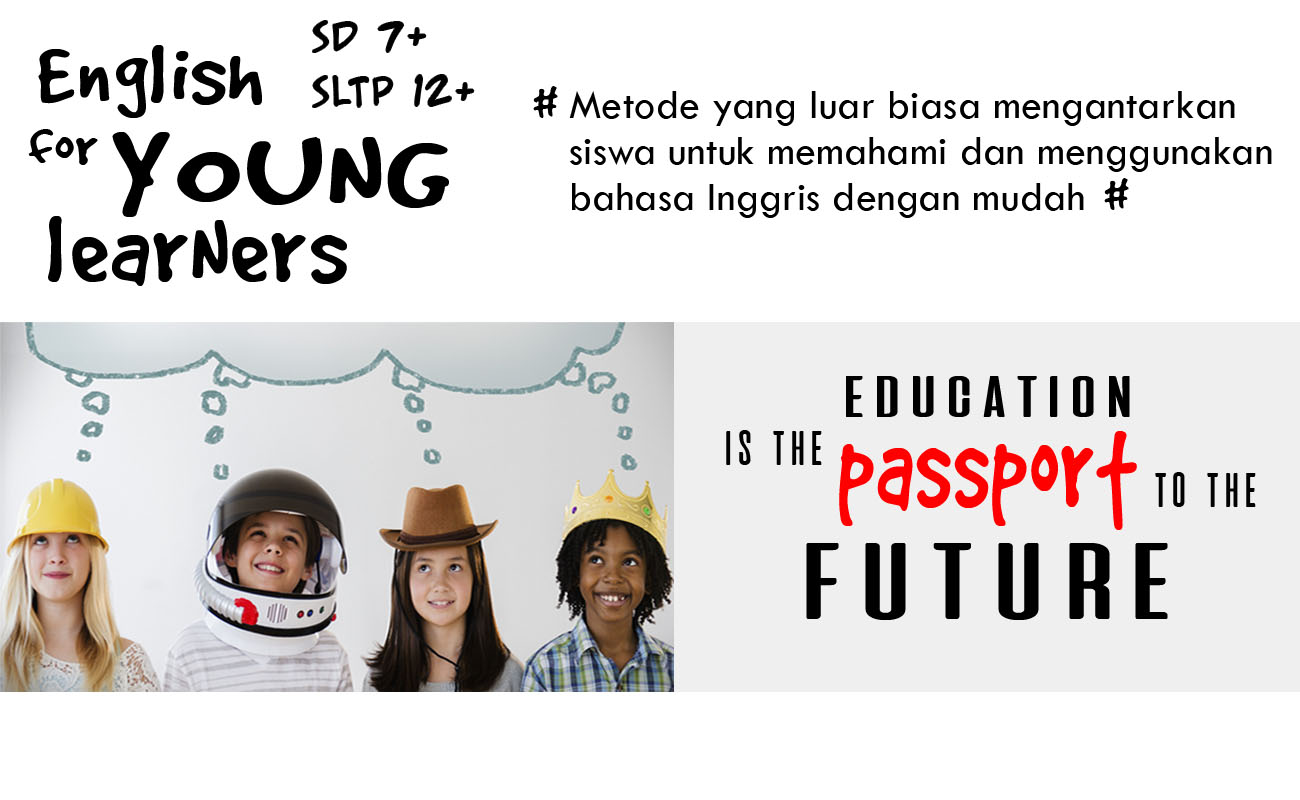 English
for YOUNG
learners
SD 7+
SLTP 12+
# Metode yang luar biasa mengantarkan
siswa untuk memahami dan menggunakan
bahasa Inggris dengan mudah #
EDUCATION
IS THE passport TO THE
FUTURE